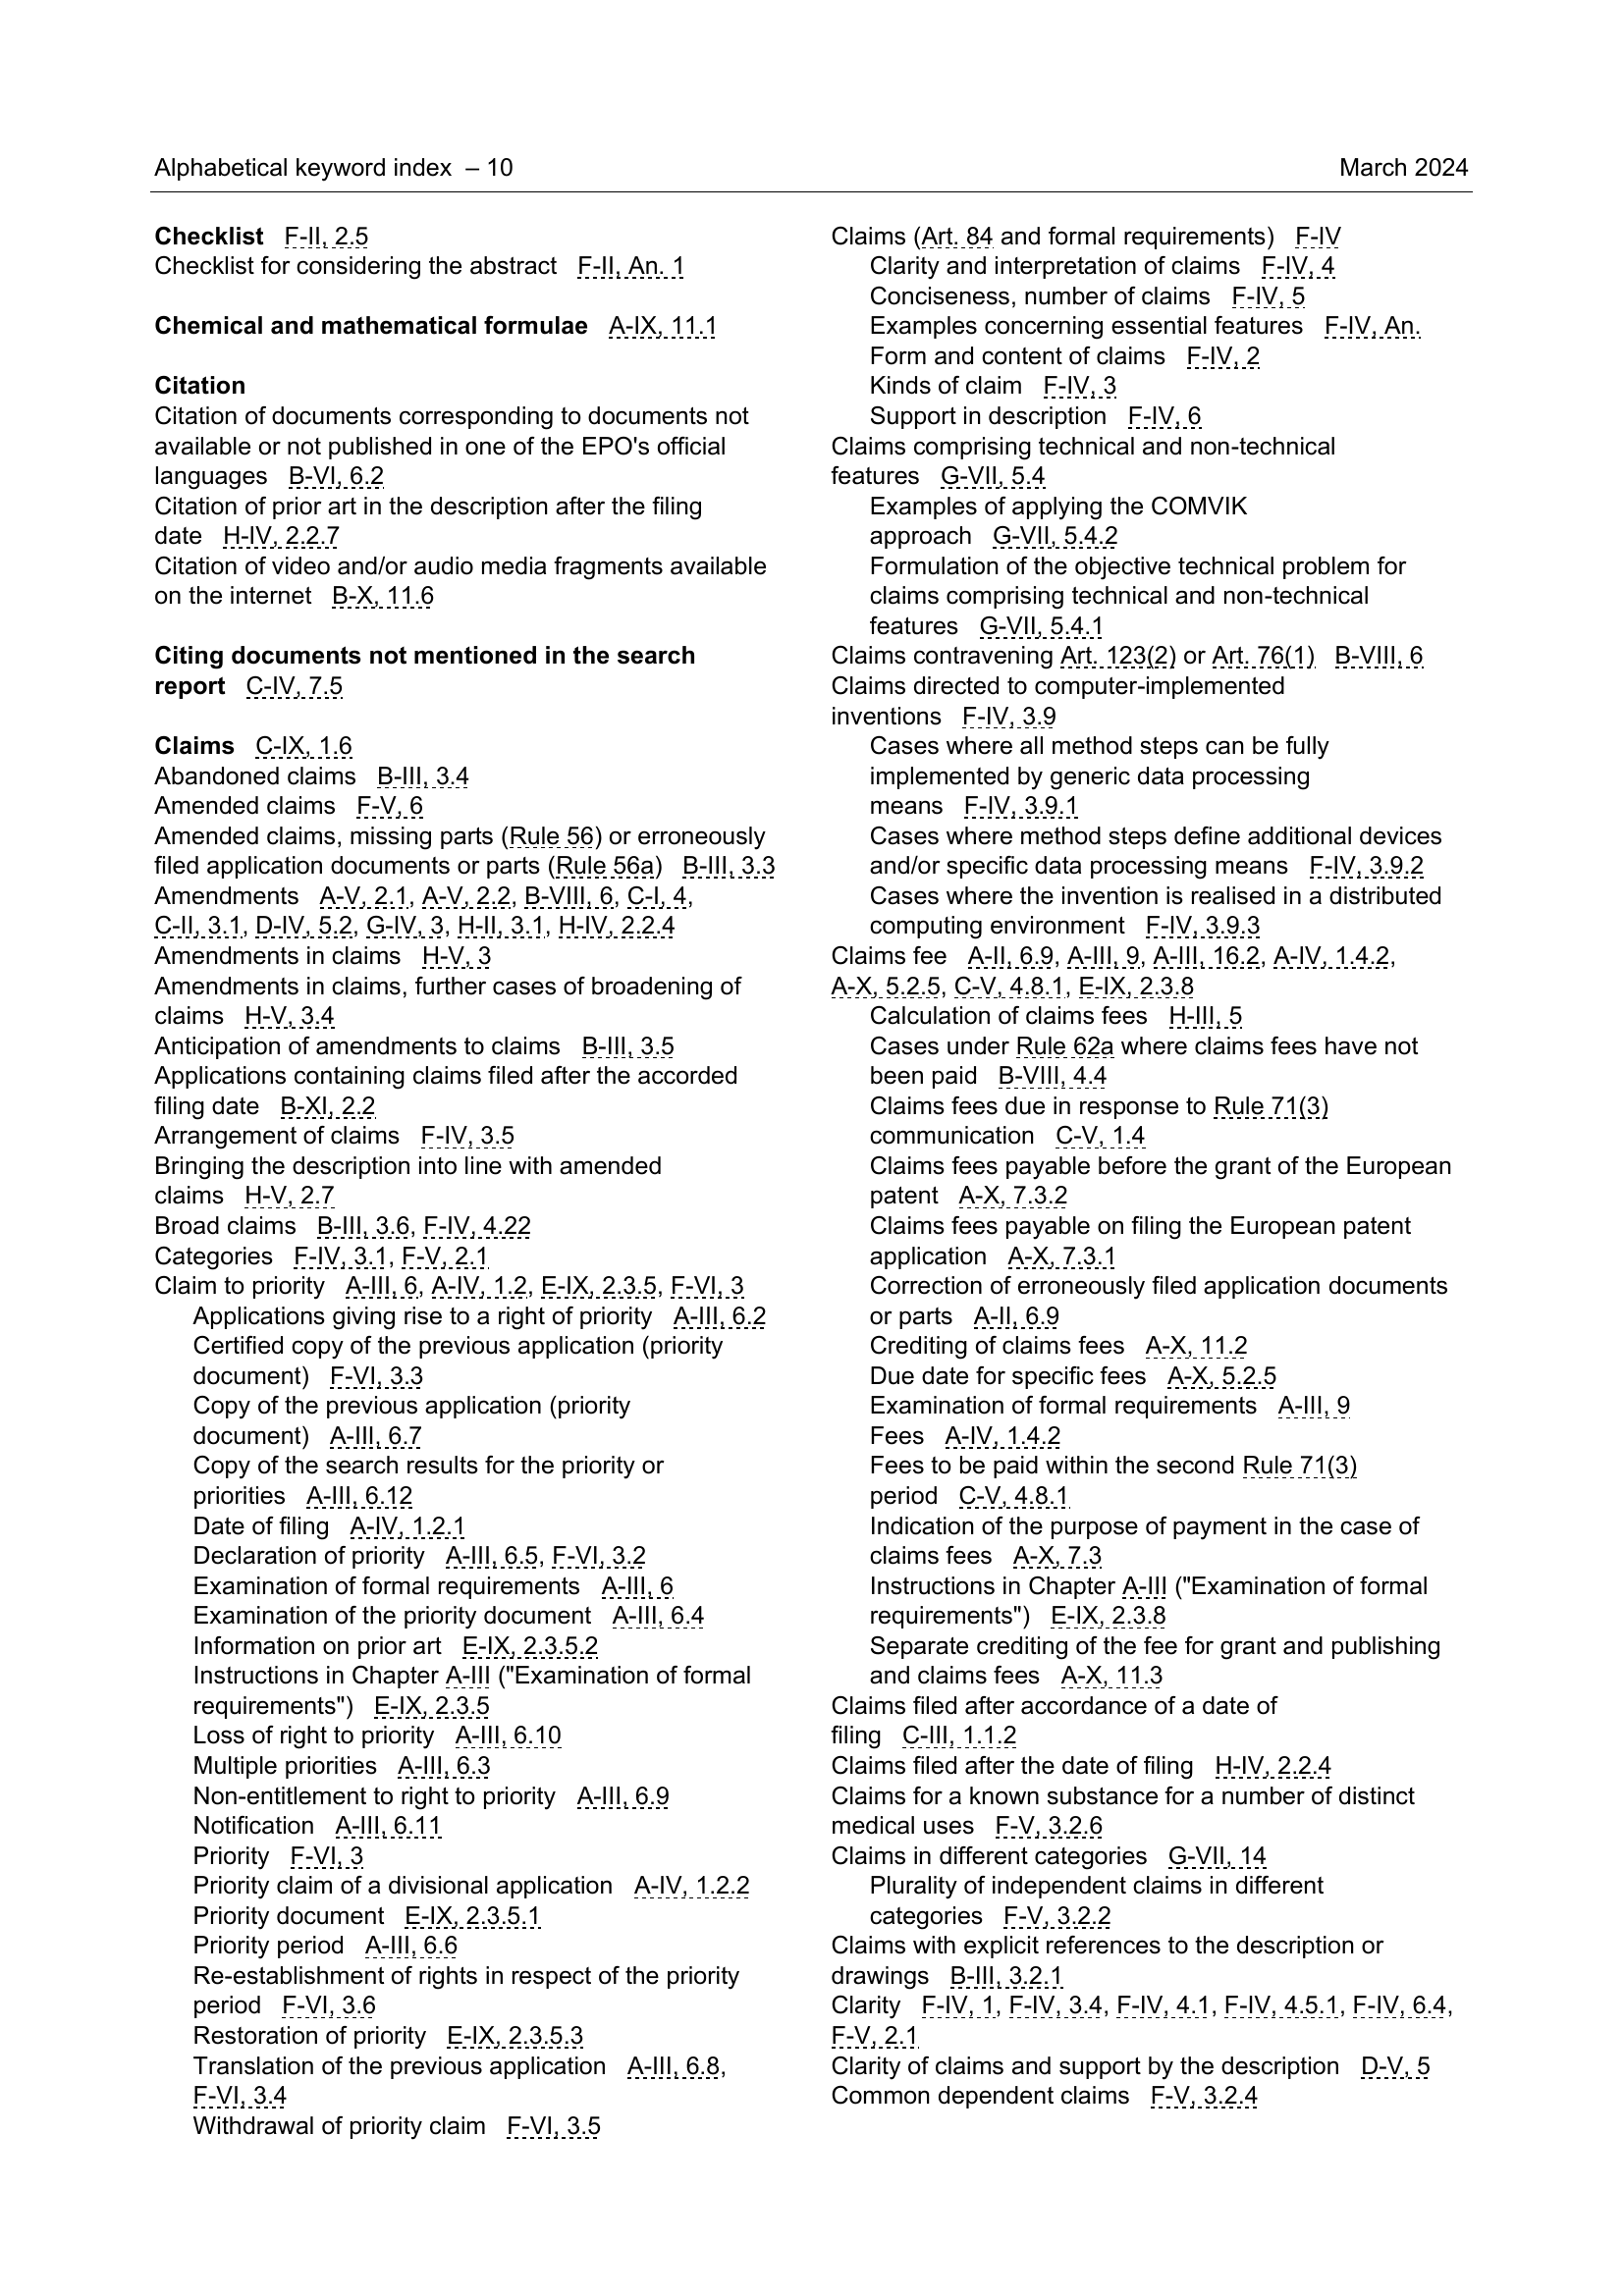 Alphabetical keyword index – 10
March 2024
Checklist F-II, 2.5
Checklist for considering the abstract F-II, An. 1
Chemical and mathematical formulae A-IX, 11.1
Citation
Citation of documents corresponding to documents not
available or not published in one of the EPO's official
languages B-VI, 6.2
Citation of prior art in the description after the filing
date H-IV, 2.2.7
Citation of video and/or audio media fragments available
on the internet B-X, 11.6
Citing documents not mentioned in the search
report C-IV, 7.5
Claims C-IX, 1.6
Abandoned claims B-III, 3.4
Amended claims F-V, 6
Amended claims, missing parts (Rule 56) or erroneously
filed application documents or parts (Rule 56a) B-III, 3.3
Amendments A-V, 2.1, A-V, 2.2, B-VIII, 6, C-I, 4,
C-II, 3.1, D-IV, 5.2, G-IV, 3, H-II, 3.1, H-IV, 2.2.4
Amendments in claims H-V, 3
Amendments in claims, further cases of broadening of
claims H-V, 3.4
Anticipation of amendments to claims B-III, 3.5
Applications containing claims filed after the accorded
filing date B-XI, 2.2
Arrangement of claims F-IV, 3.5
Bringing the description into line with amended
claims H-V, 2.7
Broad claims B-III, 3.6, F-IV, 4.22
Categories F-IV, 3.1, F-V, 2.1
Claim to priority A-III, 6, A-IV, 1.2, E-IX, 2.3.5, F-VI, 3
Applications giving rise to a right of priority A-III, 6.2
Certified copy of the previous application (priority
document) F-VI, 3.3
Copy of the previous application (priority
document) A-III, 6.7
Copy of the search results for the priority or
priorities A-III, 6.12
Date of filing A-IV, 1.2.1
Declaration of priority A-III, 6.5, F-VI, 3.2
Examination of formal requirements A-III, 6
Examination of the priority document A-III, 6.4
Information on prior art E-IX, 2.3.5.2
Instructions in Chapter A-III ("Examination of formal
requirements") E-IX, 2.3.5
Loss of right to priority A-III, 6.10
Multiple priorities A-III, 6.3
Non-entitlement to right to priority A-III, 6.9
Notification A-III, 6.11
Priority F-VI, 3
Priority claim of a divisional application A-IV, 1.2.2
Priority document E-IX, 2.3.5.1
Priority period A-III, 6.6
Re-establishment of rights in respect of the priority
period F-VI, 3.6
Restoration of priority E-IX, 2.3.5.3
Translation of the previous application A-III, 6.8,
F-VI, 3.4
Withdrawal of priority claim F-VI, 3.5
Claims (Art. 84 and formal requirements) F-IV
Clarity and interpretation of claims F-IV, 4
Conciseness, number of claims F-IV, 5
Examples concerning essential features F-IV, An.
Form and content of claims F-IV, 2
Kinds of claim F-IV, 3
Support in description F-IV, 6
Claims comprising technical and non-technical
features G-VII, 5.4
Examples of applying the COMVIK
approach G-VII, 5.4.2
Formulation of the objective technical problem for
claims comprising technical and non-technical
features G-VII, 5.4.1
Claims contravening Art. 123(2) or Art. 76(1) B-VIII, 6
Claims directed to computer-implemented
inventions F-IV, 3.9
Cases where all method steps can be fully
implemented by generic data processing
means F-IV, 3.9.1
Cases where method steps define additional devices
and/or specific data processing means F-IV, 3.9.2
Cases where the invention is realised in a distributed
computing environment F-IV, 3.9.3
Claims fee A-II, 6.9, A-III, 9, A-III, 16.2, A-IV, 1.4.2,
A-X, 5.2.5, C-V, 4.8.1, E-IX, 2.3.8
Calculation of claims fees H-III, 5
Cases under Rule 62a where claims fees have not
been paid B-VIII, 4.4
Claims fees due in response to Rule 71(3)
communication C-V, 1.4
Claims fees payable before the grant of the European
patent A-X, 7.3.2
Claims fees payable on filing the European patent
application A-X, 7.3.1
Correction of erroneously filed application documents
or parts A-II, 6.9
Crediting of claims fees A-X, 11.2
Due date for specific fees A-X, 5.2.5
Examination of formal requirements A-III, 9
Fees A-IV, 1.4.2
Fees to be paid within the second Rule 71(3)
period C-V, 4.8.1
Indication of the purpose of payment in the case of
claims fees A-X, 7.3
Instructions in Chapter A-III ("Examination of formal
requirements") E-IX, 2.3.8
Separate crediting of the fee for grant and publishing
and claims fees A-X, 11.3
Claims filed after accordance of a date of
filing C-III, 1.1.2
Claims filed after the date of filing H-IV, 2.2.4
Claims for a known substance for a number of distinct
medical uses F-V, 3.2.6
Claims in different categories G-VII, 14
Plurality of independent claims in different
categories F-V, 3.2.2
Claims with explicit references to the description or
drawings B-III, 3.2.1
Clarity F-IV, 1, F-IV, 3.4, F-IV, 4.1, F-IV, 4.5.1, F-IV, 6.4,
F-V, 2.1
Clarity of claims and support by the description D-V, 5
Common dependent claims F-V, 3.2.4